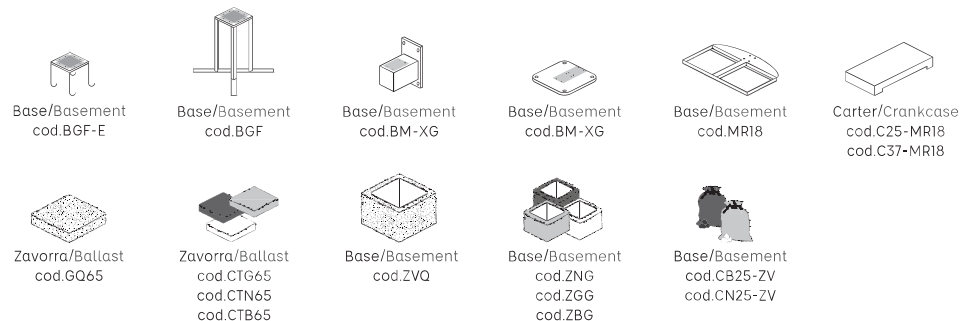 Base/Basement
cod.BGF-E
Base/Basement
cod.BGF
Base/Basement
cod.BM-XG
Base/Basement
cod.BM-XG
Base/Basement
cod.MR18
Carter/Crankcase
cod.C25-MR18
cod.C37-MR18
Zavorra/Ballast
cod.GQ65
Zavorra/Ballast
cod.CTG65
cod.CTN65
cod.CTB65
Base/Basement
cod.ZVQ
Base/Basement
cod.ZNG
cod.ZGG
cod.ZBG
Base/Basement
cod.CB25-ZV
cod.CN25-ZV